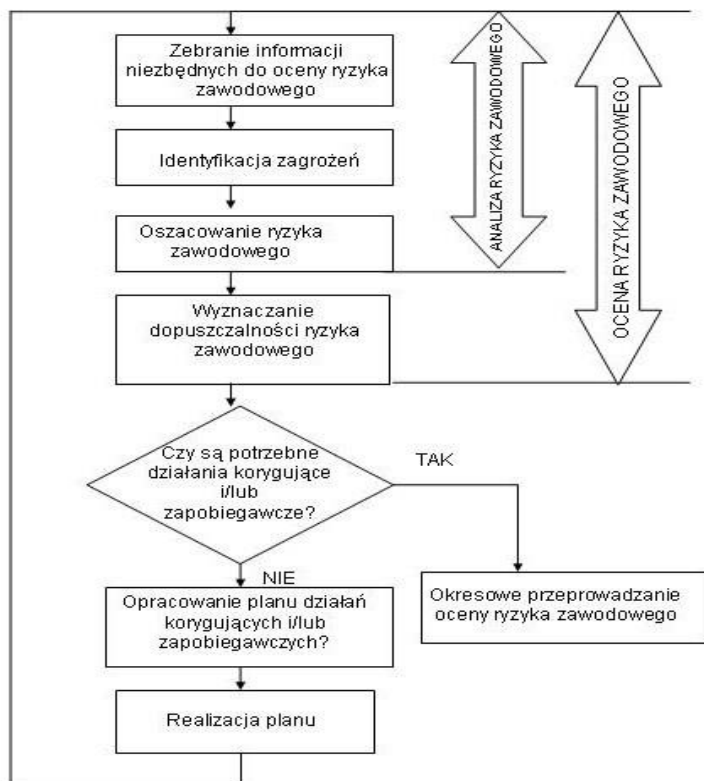 Zebranie informacji
niezbędnych do oceny ryzyka
zawodowego
Identyfikacja zagrożeń
Oszacowanie ryzyka
zawodowego
Wyznaczanie
dopuszczalności ryzyka
zawodowego
ANALIZA RYZYKA ZAWODOWEGO
OCENA RYZYKA ZAWODOWEGO
Czy są potrzebne
działania korygujące
i/lub
zapobiegawcze?
TAK
NIE
Okresowe przeprowadzanie
oceny ryzyka zawodowego
Opracowanie planu działań
korygujących i/lub
zapobiegawczych?
Realizacja planu